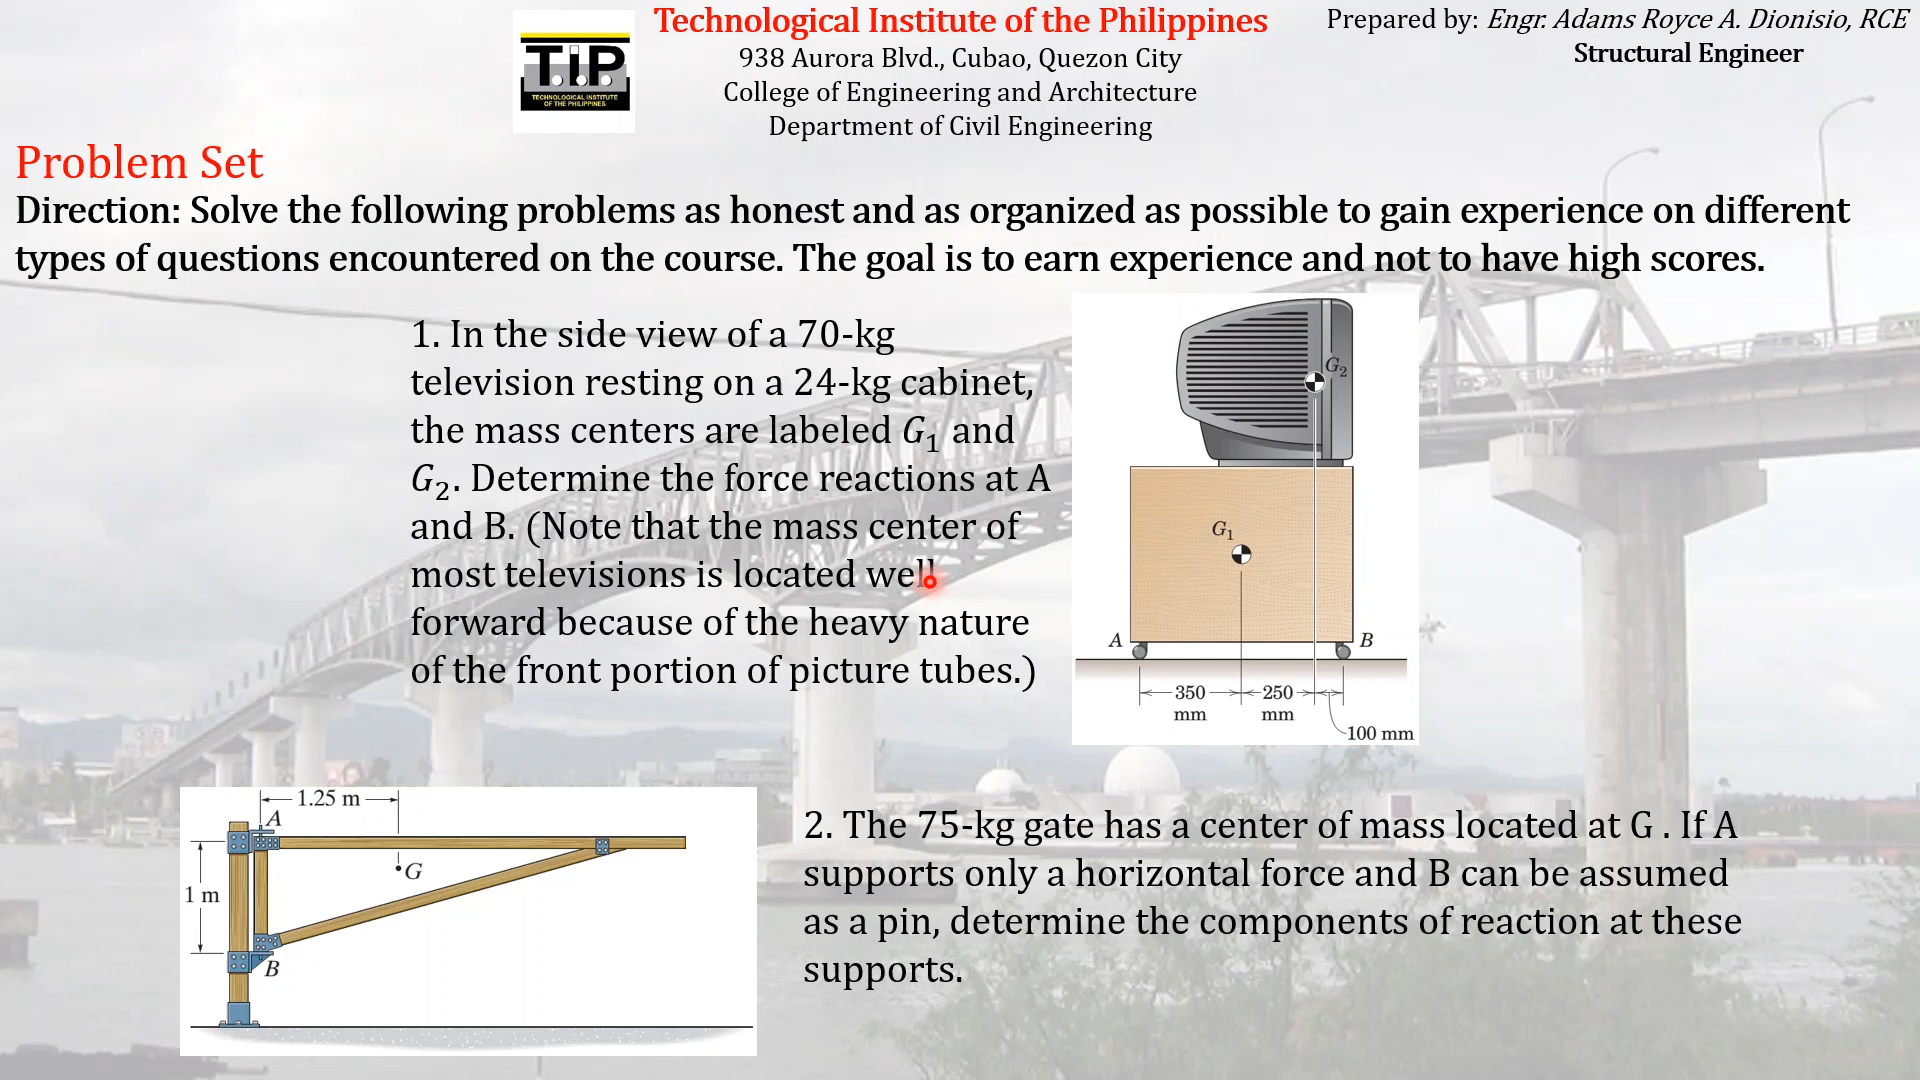 TIP
TECHNOLOGICAL INSTITUTE
OF THE PHILIPPINES
Technological Institute of the Philippines
938 Aurora Blvd., Cubao, Quezon City
College of Engineering and Architecture
Department of Civil Engineering
Prepared by: Engr. Adams Royce A. Dionisio, RCE
Structural Engineer
Problem Set
Direction: Solve the following problems as honest and as organized as possible to gain experience on different
types of questions encountered on the course. The goal is to earn experience and not to have high scores.
1. In the side view of a 70-kg
television resting on a 24-kg cabinet,
the mass centers are labeled G₁ and
G₂. Determine the force reactions at A
and B. (Note that the mass center of
most televisions is located well
forward because of the heavy nature
of the front portion of picture tubes.)
G₂
G₁
A
B
350
mm
250
mm
100 mm
1.25 m
A
G
1 m
B
2. The 75-kg gate has a center of mass located at G . If A
supports only a horizontal force and B can be assumed
as a pin, determine the components of reaction at these
supports.